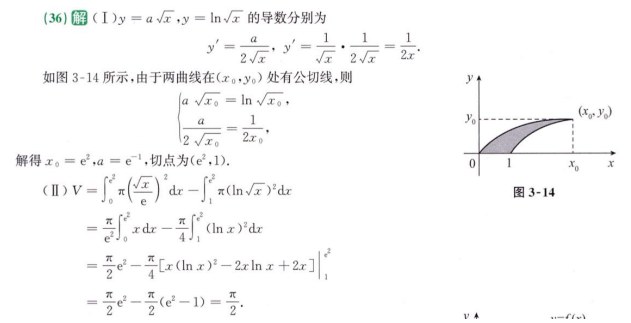 (36) 解 (Ⅰ) y = a√x, y = ln√x 的导数分别为
y′ = a/(2√x), y′ = 1/√x · 1/(2√x) = 1/(2x).
如图 3-14 所示,由于两曲线在(x₀,y₀)处有公切线,则
{ a√x₀ = ln√x₀,
a/(2√x₀) = 1/(2x₀),
解得 x₀ = e², a = e⁻¹,切点为(e²,1).
(Ⅱ) V = ∫₀^{e²} π(√x/e)² dx − ∫₁^{e²} π(ln√x)² dx
= π/e² ∫₀^{e²} x dx − π/4 ∫₁^{e²} (ln x)² dx
= π/2 e² − π/4 [x(ln x)² − 2x ln x + 2x] |₁^{e²}
= π/2 e² − π/2 (e² − 1) = π/2.
y
y₀
(x₀,y₀)
0 1 x₀ x
图 3-14
y
y=f(x)